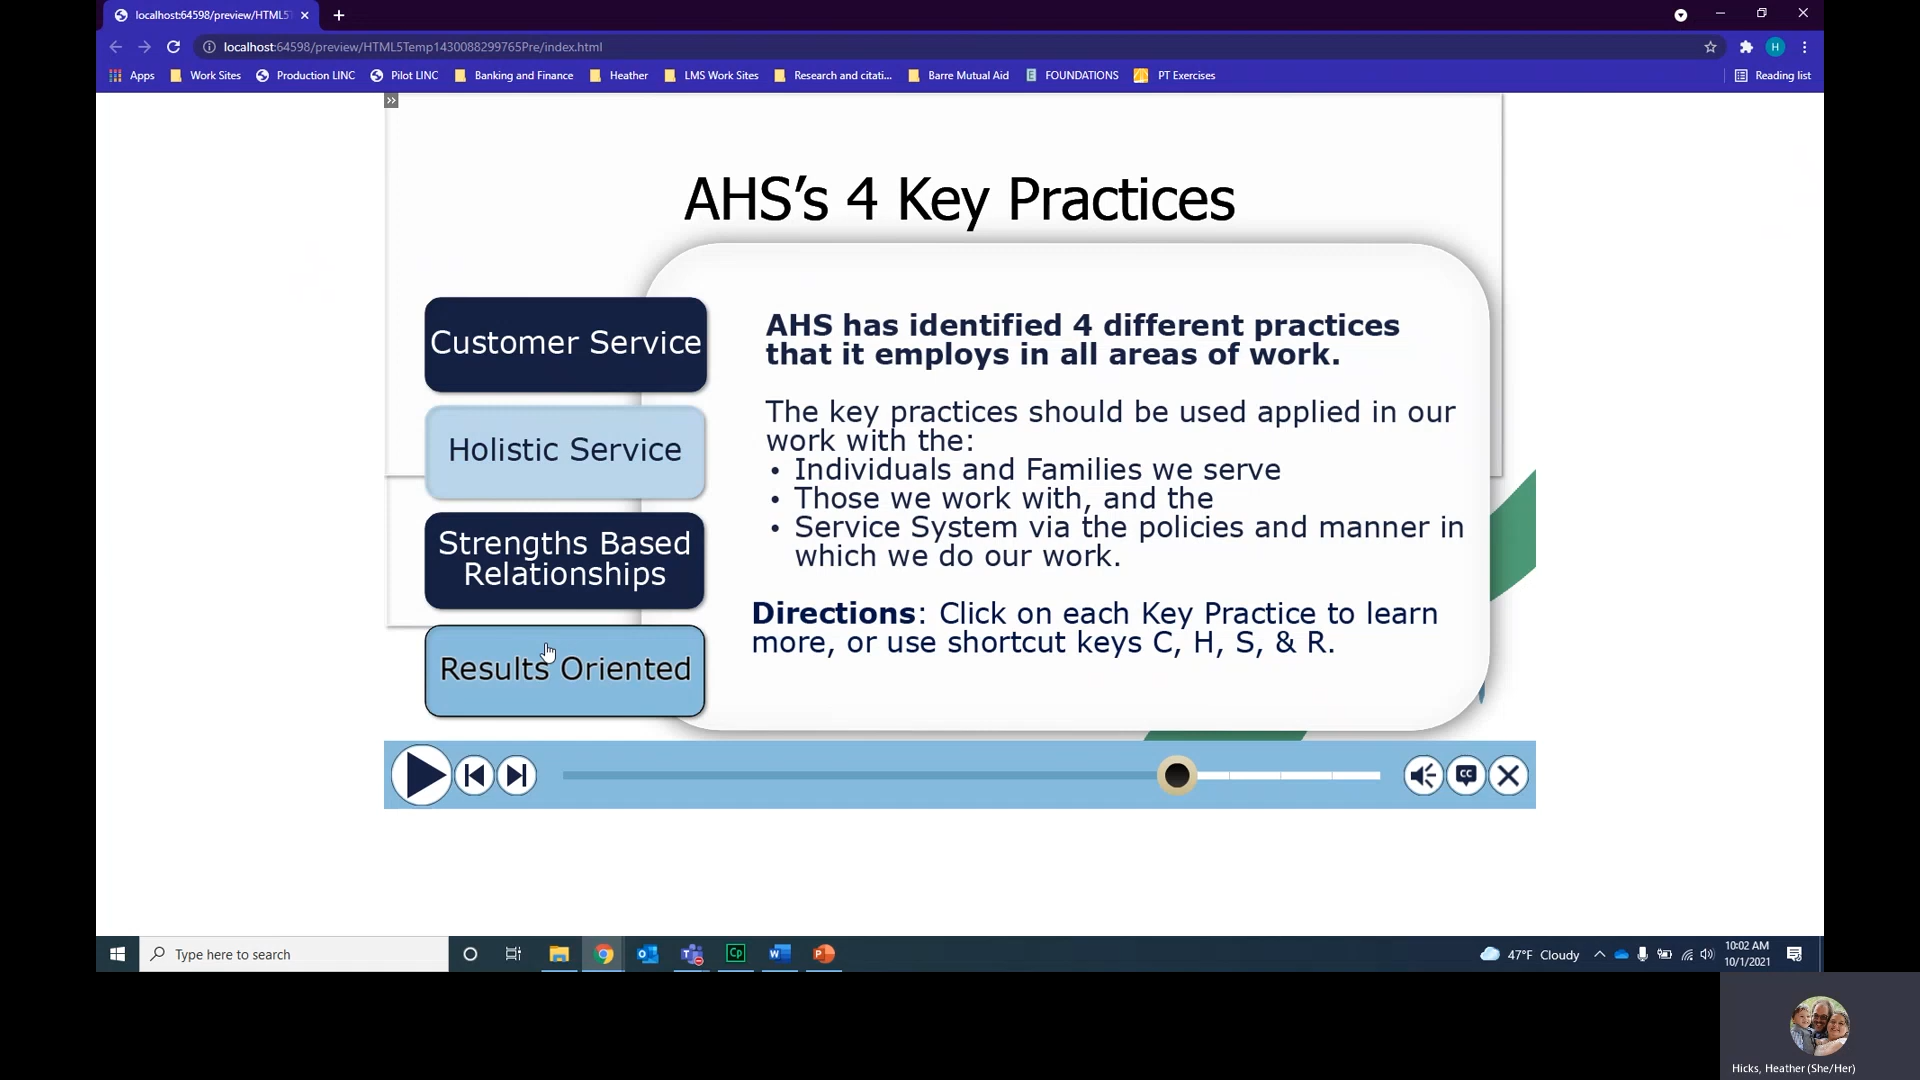 localhost:64598/preview/HTML5T
localhost:64598/preview/HTML5Temp1430088299765Pre/index.html
H
Apps
Work Sites
Production LINC
Pilot LINC
Banking and Finance
Heather
LMS Work Sites
Research and citati...
Barre Mutual Aid
FOUNDATIONS
PT Exercises
Reading list
AHS's 4 Key Practices
Customer Service
Holistic Service
Strengths Based
Relationships
Results Oriented
AHS has identified 4 different practices
that it employs in all areas of work.
The key practices should be used applied in our
work with the:
• Individuals and Families we serve
• Those we work with, and the
• Service System via the policies and manner in
which we do our work.
Directions: Click on each Key Practice to learn
more, or use shortcut keys C, H, S, & R.
CC
Type here to search
Cp
47°F Cloudy
10:02 AM
10/1/2021
Hicks, Heather (She/Her)